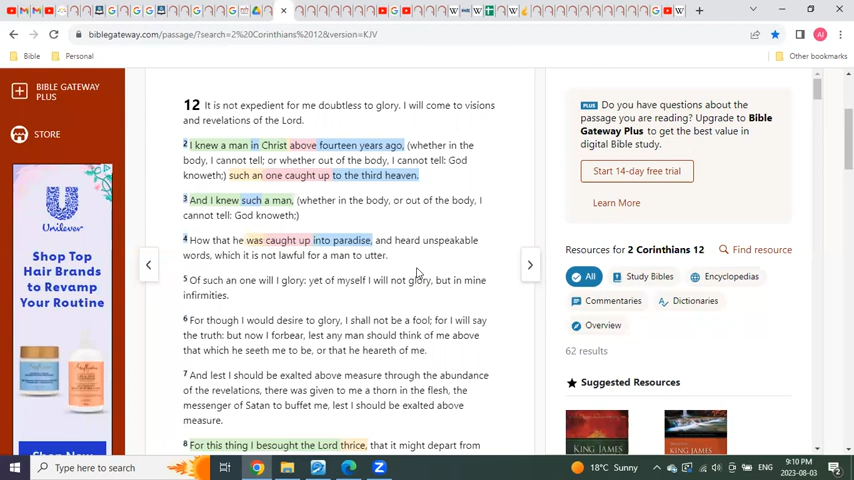 biblegateway.com/passage/?search=2%20Corinthians%2012&version=KJV
AI
Bible
Personal
Other bookmarks
BIBLE GATEWAY
PLUS
STORE
Unilever
Shop Top
Hair Brands
to Revamp
Your Routine
Shop Now
12 It is not expedient for me doubtless to glory. I will come to visions
and revelations of the Lord.
2 I knew a man in Christ above fourteen years ago, (whether in the
body, I cannot tell; or whether out of the body, I cannot tell: God
knoweth;) such an one caught up to the third heaven.
3 And I knew such a man, (whether in the body, or out of the body, I
cannot tell: God knoweth;)
4 How that he was caught up into paradise, and heard unspeakable
words, which it is not lawful for a man to utter.
5 Of such an one will I glory: yet of myself I will not glory, but in mine
infirmities.
6 For though I would desire to glory, I shall not be a fool; for I will say
the truth: but now I forbear, lest any man should think of me above
that which he seeth me to be, or that he heareth of me.
7 And lest I should be exalted above measure through the abundance
of the revelations, there was given to me a thorn in the flesh, the
messenger of Satan to buffet me, lest I should be exalted above
measure.
8 For this thing I besought the Lord thrice, that it might depart from
PLUS Do you have questions about the
passage you are reading? Upgrade to Bible
Gateway Plus to get the best value in
digital Bible study.
Start 14-day free trial
Learn More
Resources for 2 Corinthians 12
Find resource
All
Study Bibles
Encyclopedias
Commentaries
Dictionaries
Overview
62 results
Suggested Resources
KING JAMES
KING JAMES
Type here to search
18°C Sunny
ENG
9:10 PM
2023-08-03
2